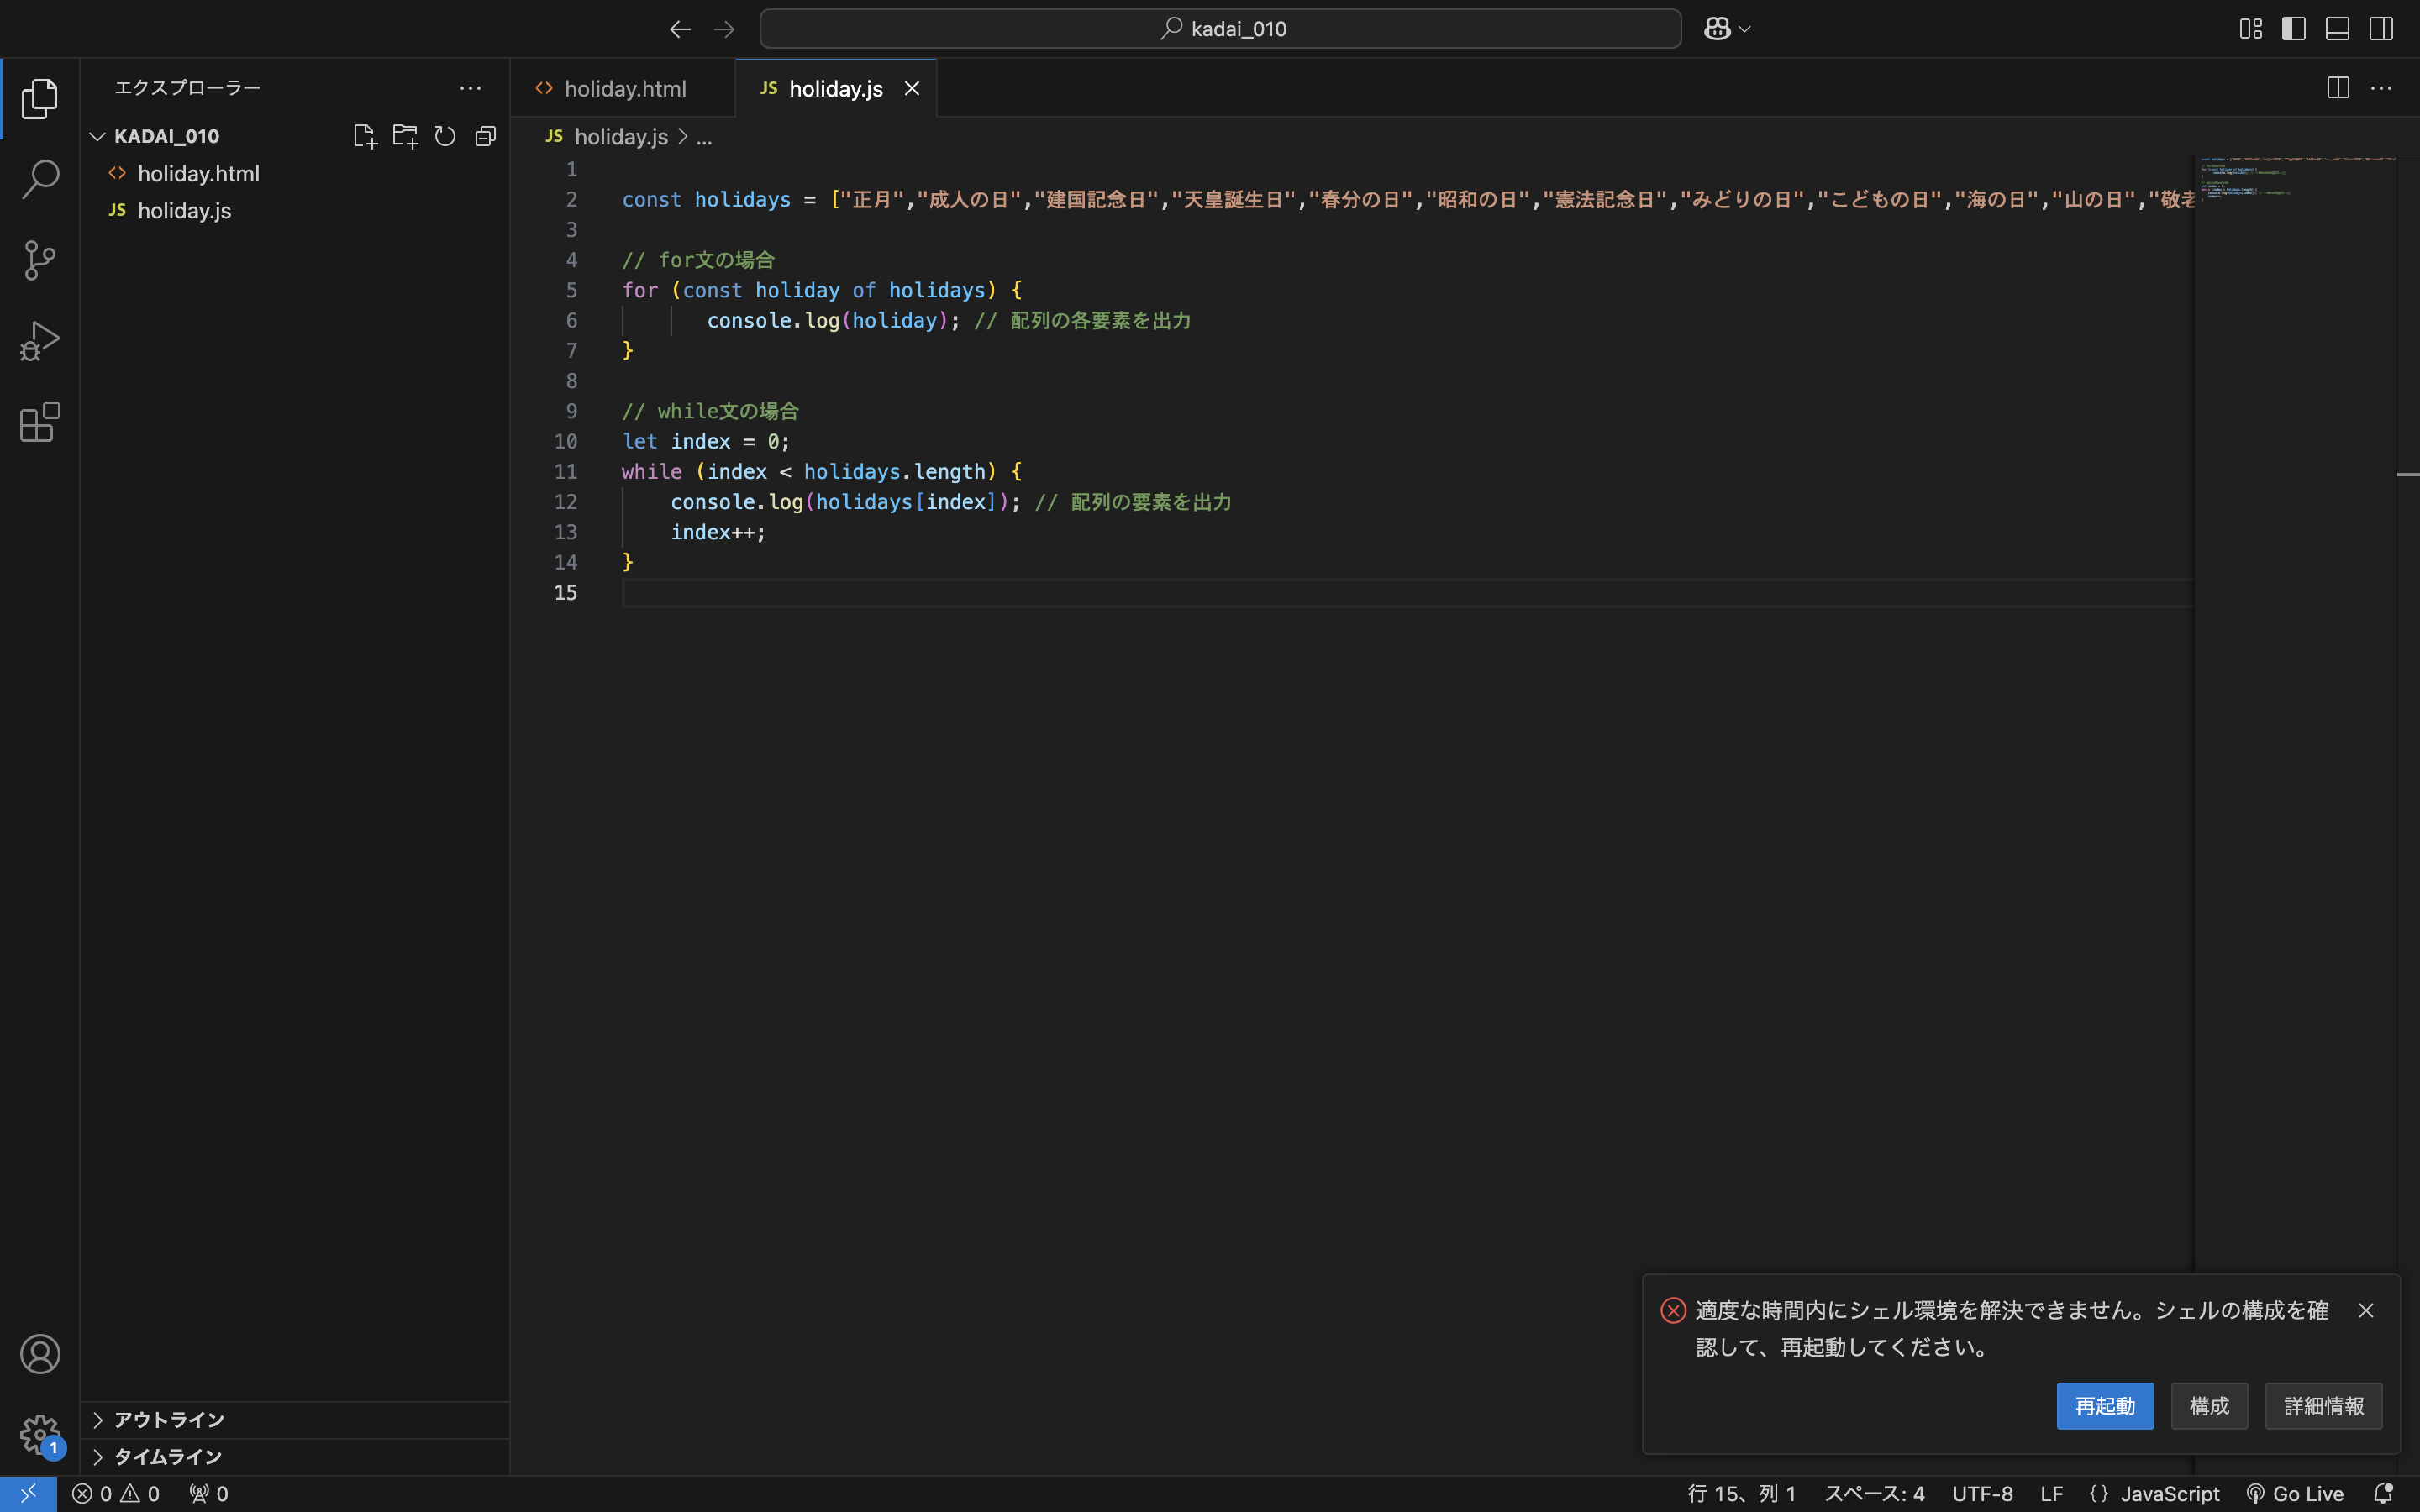 kadai_010
エクスプローラー
KADAI_010
holiday.html
JS holiday.js
holiday.html
JS holiday.js
JS holiday.js > ...
1
2 const holidays = ["正月","成人の日","建国記念日","天皇誕生日","春分の日","昭和の日","憲法記念日","みどりの日","こどもの日","海の日","山の日","敬老
3
4 // for文の場合
5 for (const holiday of holidays) {
6 console.log(holiday); // 配列の各要素を出力
7 }
8
9 // while文の場合
10 let index = 0;
11 while (index < holidays.length) {
12 console.log(holidays[index]); // 配列の要素を出力
13 index++;
14 }
15
適度な時間内にシェル環境を解決できません。シェルの構成を確
認して、再起動してください。
再起動 構成 詳細情報
1
アウトライン
タイムライン
0 0 0
行 15、列 1 スペース: 4 UTF-8 LF {} JavaScript Go Live